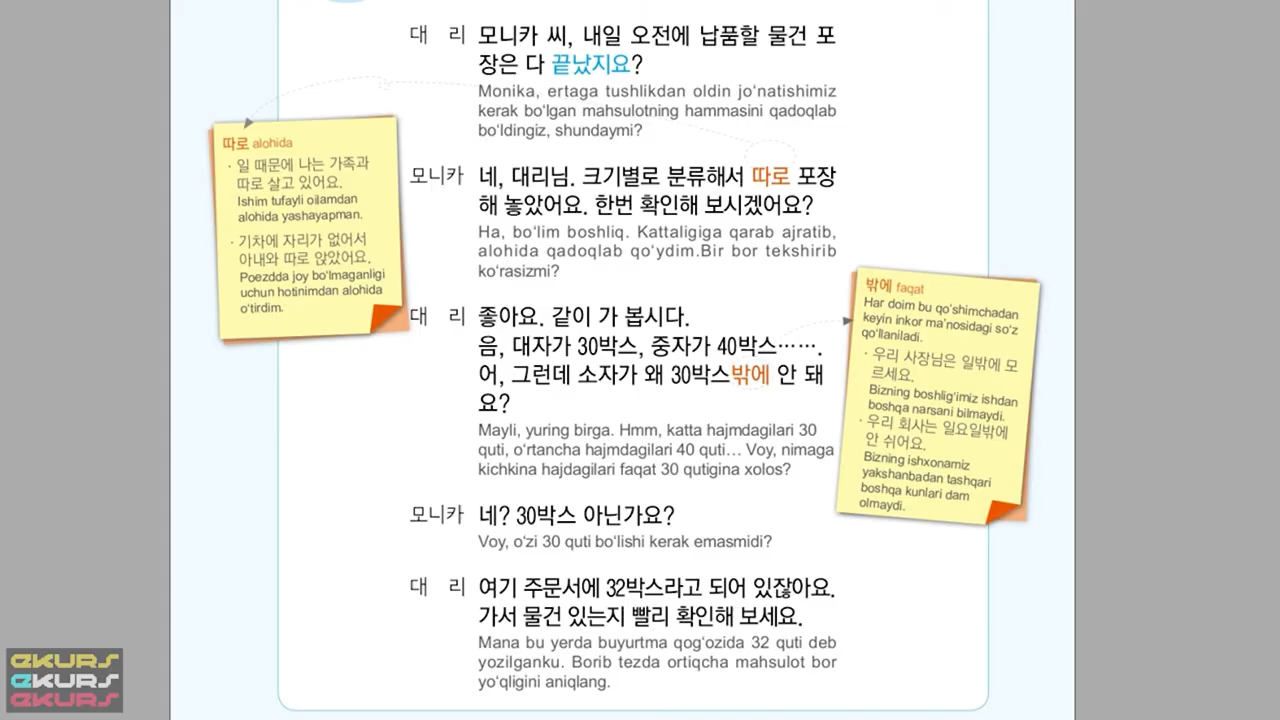 대 리 모니카 씨, 내일 오전에 납품할 물건 포
장은 다 끝났지요?
Monika, ertaga tushlikdan oldin jo‘natishimiz
kerak bo‘lgan mahsulotning hammasini qadoqlab
bo‘ldingiz, shundaymi?
따로 alohida
· 일 때문에 나는 가족과
따로 살고 있어요.
Ishim tufayli oilamdan
alohida yashayapman.
· 기차에 자리가 없어서
아내와 따로 앉았어요.
Poezdda joy bo‘lmaganligi
uchun hotinimdan alohida
o‘tirdim.
모니카 네, 대리님. 크기별로 분류해서 따로 포장
해 놓았어요. 한번 확인해 보시겠어요?
Ha, bo‘lim boshliq. Kattaligiga qarab ajratib,
alohida qadoqlab qo‘ydim.Bir bor tekshirib
ko‘rasizmi?
대 리 좋아요. 같이 가 봅시다.
음, 대자가 30박스, 중자가 40박스…….
어, 그런데 소자가 왜 30박스밖에 안 돼
요?
Mayli, yuring birga. Hmm, katta hajmdagilari 30
quti, o‘rtancha hajmdagilari 40 quti… Voy, nimaga
kichkina hajdagilari faqat 30 qutigina xolos?
밖에 faqat
Har doim bu qo‘shimchadan
keyin inkor ma’nosidagi so‘z
qo‘llaniladi.
· 우리 사장님은 일밖에 모
르세요.
Bizning boshlig‘imiz ishdan
boshqa narsani bilmaydi.
· 우리 회사는 일요일밖에
안 쉬어요.
Bizning ishxonamiz
yakshanbadan tashqari
boshqa kunlari dam
olmaydi.
모니카 네? 30박스 아닌가요?
Voy, o‘zi 30 quti bo‘lishi kerak emasmidi?
대 리 여기 주문서에 32박스라고 되어 있잖아요.
가서 물건 있는지 빨리 확인해 보세요.
Mana bu yerda buyurtma qog‘ozida 32 quti deb
yozilganku. Borib tezda ortiqcha mahsulot bor
yo‘qligini aniqlang.
EKURS
EKURS
EKURS